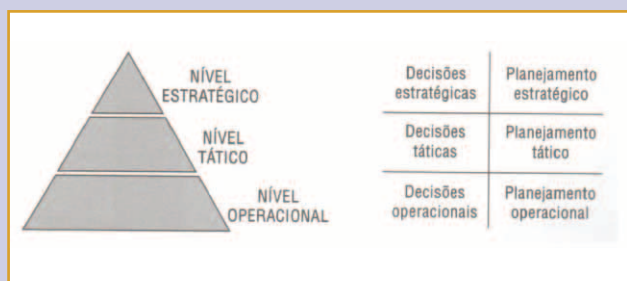 NÍVEL
ESTRATÉGICO
NÍVEL
TÁTICO
NÍVEL
OPERACIONAL
Decisões
estratégicas
Planejamento
estratégico
Decisões
táticas
Planejamento
tático
Decisões
operacionais
Planejamento
operacional